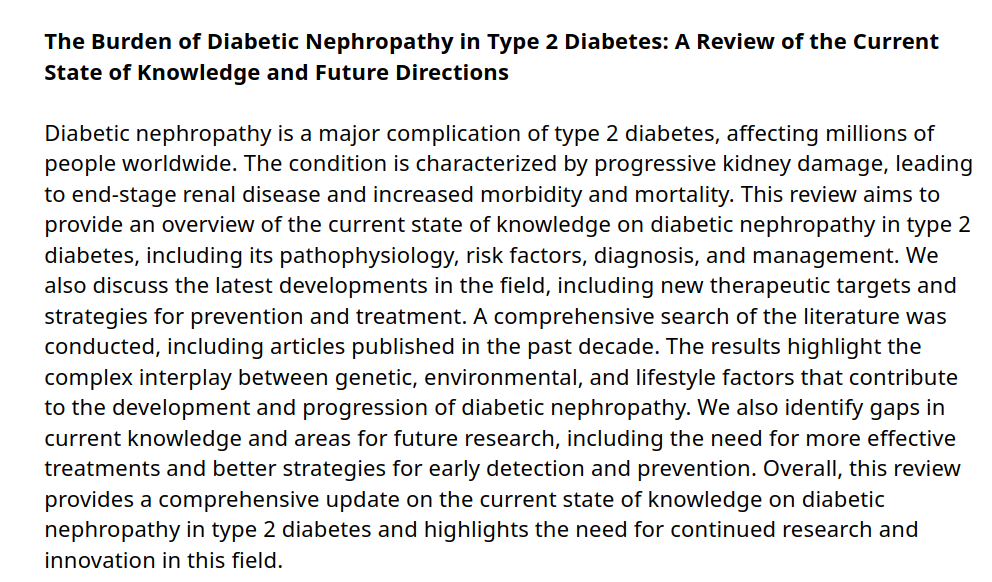 The Burden of Diabetic Nephropathy in Type 2 Diabetes: A Review of the Current
State of Knowledge and Future Directions
Diabetic nephropathy is a major complication of type 2 diabetes, affecting millions of
people worldwide. The condition is characterized by progressive kidney damage, leading
to end-stage renal disease and increased morbidity and mortality. This review aims to
provide an overview of the current state of knowledge on diabetic nephropathy in type 2
diabetes, including its pathophysiology, risk factors, diagnosis, and management. We
also discuss the latest developments in the field, including new therapeutic targets and
strategies for prevention and treatment. A comprehensive search of the literature was
conducted, including articles published in the past decade. The results highlight the
complex interplay between genetic, environmental, and lifestyle factors that contribute
to the development and progression of diabetic nephropathy. We also identify gaps in
current knowledge and areas for future research, including the need for more effective
treatments and better strategies for early detection and prevention. Overall, this review
provides a comprehensive update on the current state of knowledge on diabetic
nephropathy in type 2 diabetes and highlights the need for continued research and
innovation in this field.